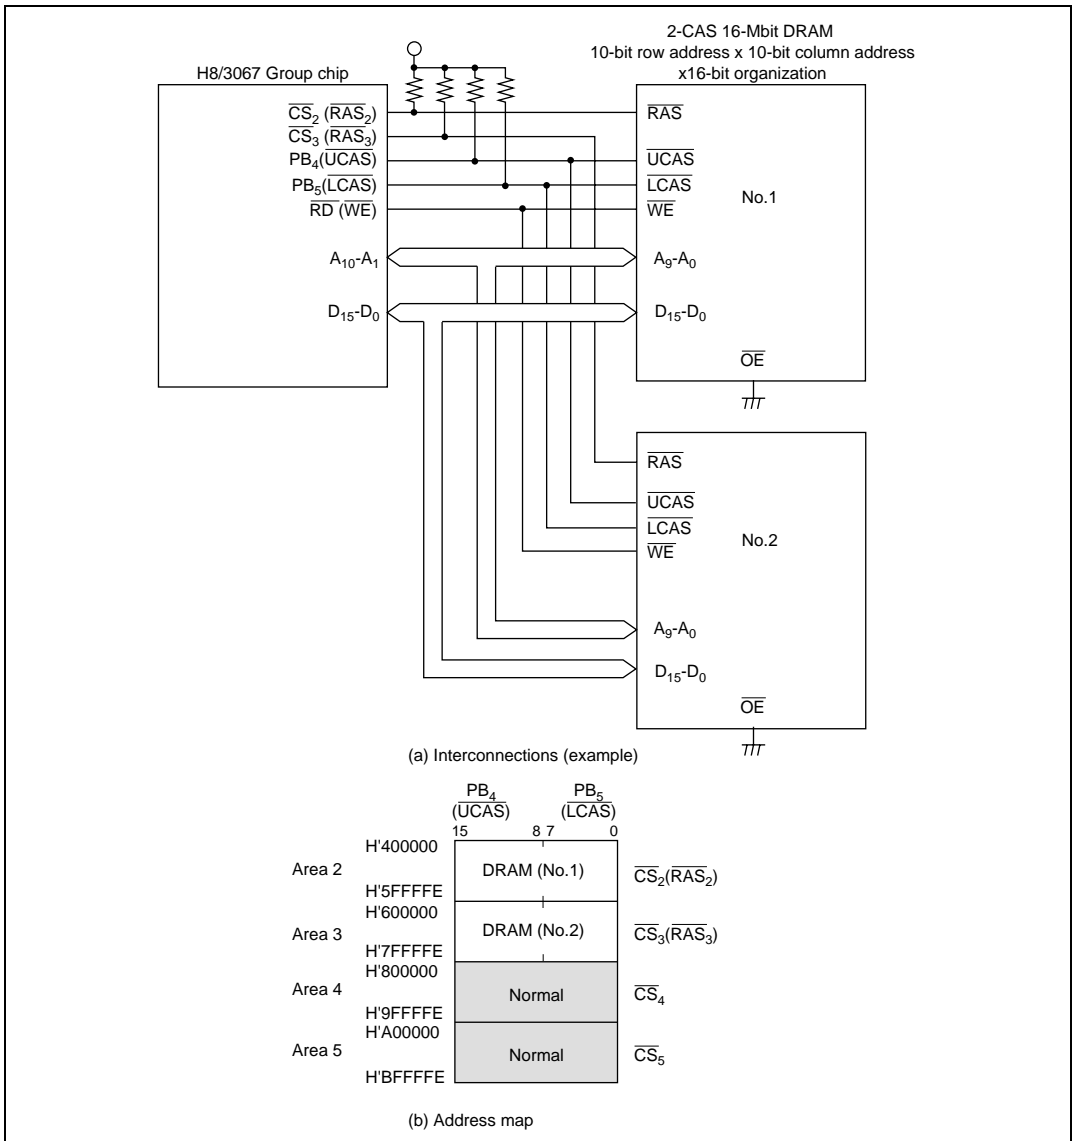 2-CAS 16-Mbit DRAM
10-bit row address x 10-bit column address
x16-bit organization
H8/3067 Group chip
CS2 (RAS2)
CS3 (RAS3)
PB4(UCAS)
PB5(LCAS)
RD (WE)
A10-A1
D15-D0
RAS
UCAS
LCAS
WE
No.1
A9-A0
D15-D0
OE
RAS
UCAS
LCAS
WE
No.2
A9-A0
D15-D0
OE
(a) Interconnections (example)
PB4 PB5
(UCAS) (LCAS)
15 8 7 0
H'400000
Area 2 DRAM (No.1) CS2(RAS2)
H'5FFFFE
H'600000
Area 3 DRAM (No.2) CS3(RAS3)
H'7FFFFE
H'800000
Area 4 Normal CS4
H'9FFFFE
H'A00000
Area 5 Normal CS5
H'BFFFFE
(b) Address map